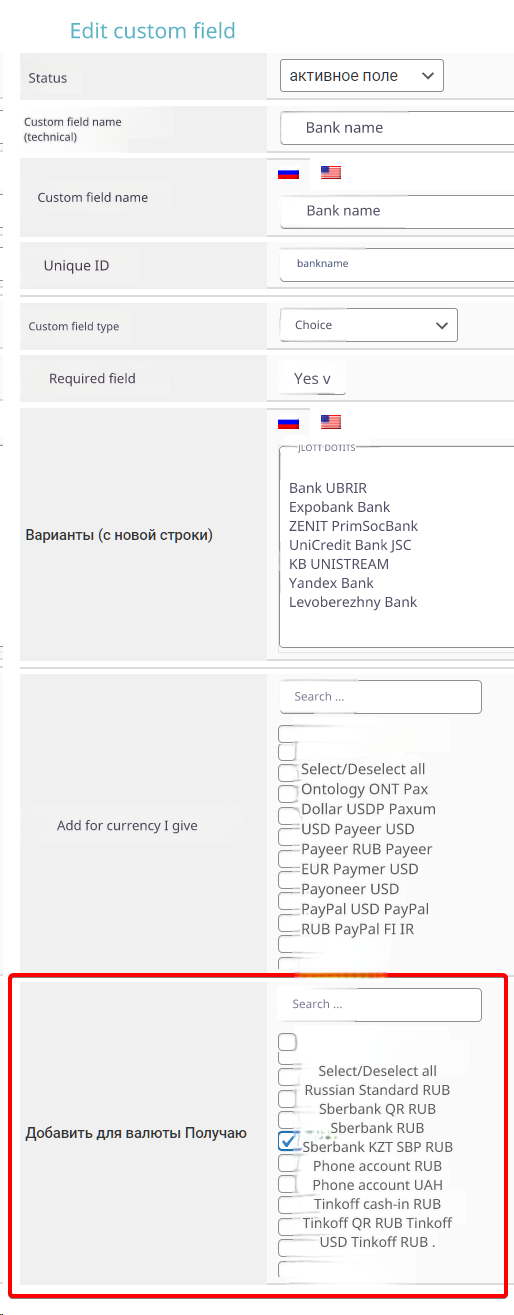 Edit custom field
Status
активное поле
Custom field name
(technical)
Bank name
Custom field name
Bank name
Unique ID
bankname
Custom field type
Choice
Required field
Yes v
JLOTT DOTITS
Варианты (с новой строки)
Bank UBRIR
Expobank Bank
ZENIT PrimSocBank
UniCredit Bank JSC
KB UNISTREAM
Yandex Bank
Levoberezhny Bank
Add for currency I give
Search ...
Select/Deselect all
Ontology ONT Pax
Dollar USDP Paxum
USD Payeer USD
Payeer RUB Payeer
EUR Paymer USD
Payoneer USD
PayPal USD PayPal
RUB PayPal FI IR
Добавить для валюты Получаю
Search ...
Select/Deselect all
Russian Standard RUB
Sberbank QR RUB
Sberbank RUB
Sberbank KZT SBP RUB
Phone account RUB
Phone account UAH
Tinkoff cash-in RUB
Tinkoff QR RUB Tinkoff
USD Tinkoff RUB .